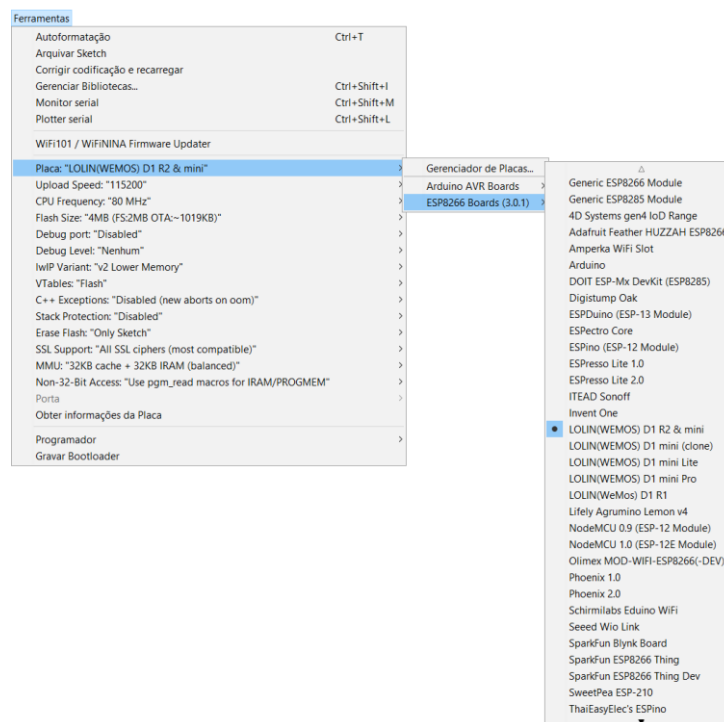 Ferramentas
Autoformatação Ctrl+T
Arquivar Sketch
Corrigir codificação e recarregar
Gerenciar Bibliotecas... Ctrl+Shift+I
Monitor serial Ctrl+Shift+M
Plotter serial Ctrl+Shift+L
WiFi101 / WiFiNINA Firmware Updater
Placa: "LOLIN(WEMOS) D1 R2 & mini"
Upload Speed: "115200"
CPU Frequency: "80 MHz"
Flash Size: "4MB (FS:2MB OTA:~1019KB)"
Debug port: "Disabled"
Debug Level: "Nenhum"
lwIP Variant: "v2 Lower Memory"
VTables: "Flash"
C++ Exceptions: "Disabled (new aborts on oom)"
Stack Protection: "Disabled"
Erase Flash: "Only Sketch"
SSL Support: "All SSL ciphers (most compatible)"
MMU: "32KB cache + 32KB IRAM (balanced)"
Non-32-Bit Access: "Use pgm_read macros for IRAM/PROGMEM"
Porta
Obter informações da Placa
Programador
Gravar Bootloader
Gerenciador de Placas...
Arduino AVR Boards
ESP8266 Boards (3.0.1)
Generic ESP8266 Module
Generic ESP8285 Module
4D Systems gen4 IoD Range
Adafruit Feather HUZZAH ESP8266
Amperka WiFi Slot
Arduino
DOIT ESP-Mx DevKit (ESP8285)
Digistump Oak
ESPDuino (ESP-13 Module)
ESPectro Core
ESPino (ESP-12 Module)
ESPresso Lite 1.0
ESPresso Lite 2.0
ITEAD Sonoff
Invent One
LOLIN(WEMOS) D1 R2 & mini
LOLIN(WEMOS) D1 mini (clone)
LOLIN(WEMOS) D1 mini Lite
LOLIN(WEMOS) D1 mini Pro
LOLIN(WeMos) D1 R1
Lifely Agrumino Lemon v4
NodeMCU 0.9 (ESP-12 Module)
NodeMCU 1.0 (ESP-12E Module)
Olimex MOD-WIFI-ESP8266(-DEV)
Phoenix 1.0
Phoenix 2.0
Schirmilabs Eduino WiFi
Seeed Wio Link
SparkFun Blynk Board
SparkFun ESP8266 Thing
SparkFun ESP8266 Thing Dev
SweetPea ESP-210
ThaiEasyElec's ESPino